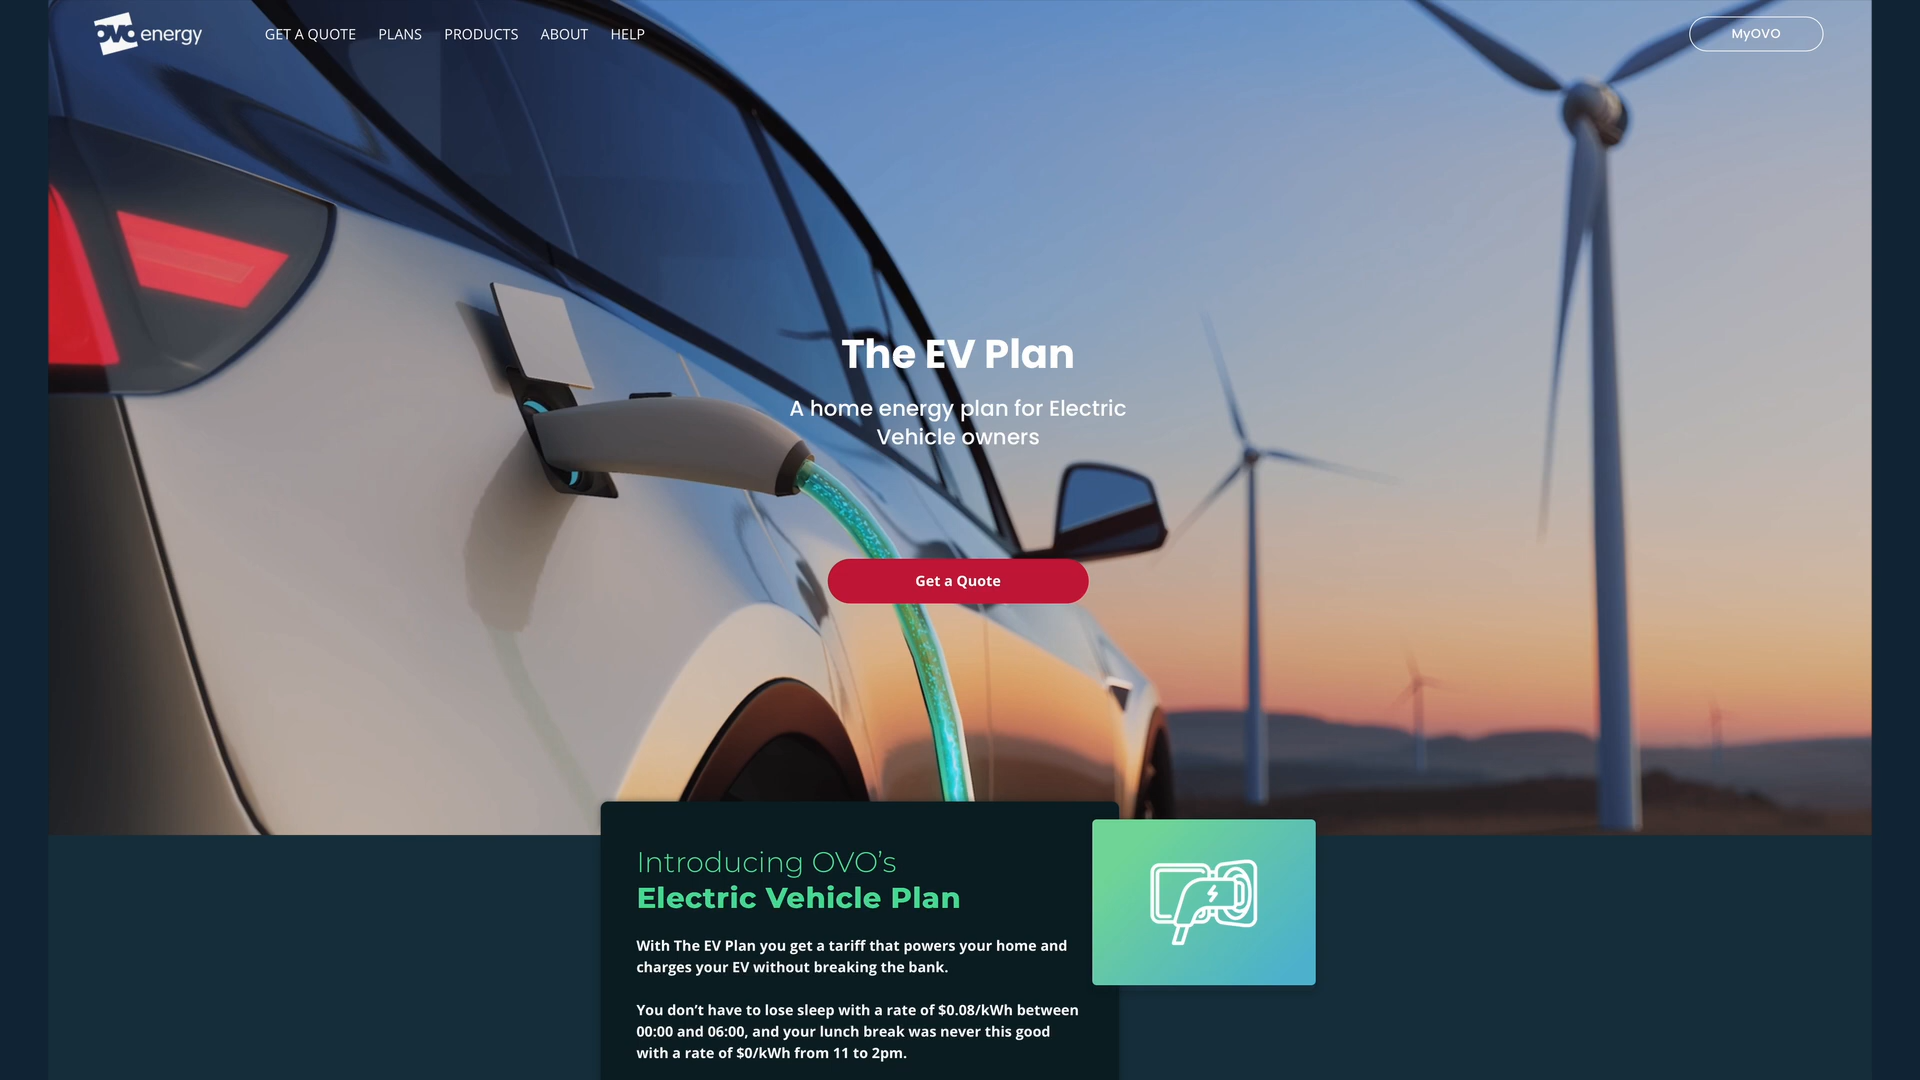 ovo energy
GET A QUOTE PLANS PRODUCTS ABOUT HELP
MyOVO
The EV Plan
A home energy plan for Electric
Vehicle owners
Get a Quote
Introducing OVO’s
Electric Vehicle Plan
With The EV Plan you get a tariff that powers your home and
charges your EV without breaking the bank.
You don’t have to lose sleep with a rate of $0.08/kWh between
00:00 and 06:00, and your lunch break was never this good
with a rate of $0/kWh from 11 to 2pm.